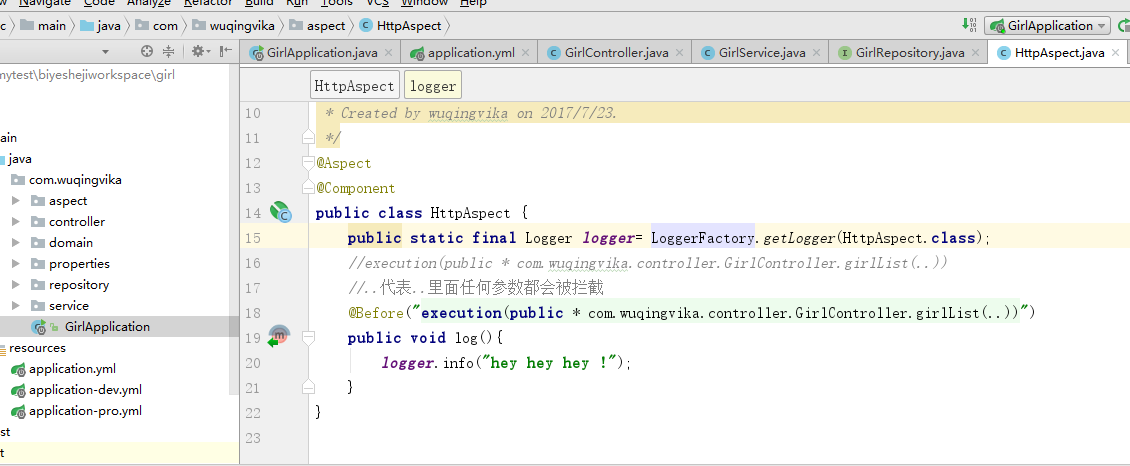 Navigate Code Analyze Refactor Build Run Tools VCS Window Help
c main java com wuqingvika aspect HttpAspect GirlApplication
GirlApplication.java application.yml GirlController.java GirlService.java GirlRepository.java HttpAspect.java
mytest\biyeshejiworkspace\girl
ain
java
com.wuqingvika
aspect
controller
domain
properties
repository
service
GirlApplication
resources
application.yml
application-dev.yml
application-pro.yml
st
t
HttpAspect logger
10 * Created by wuqingvika on 2017/7/23.
11 */
12 @Aspect
13 @Component
14 public class HttpAspect {
15 public static final Logger logger= LoggerFactory.getLogger(HttpAspect.class);
16 //execution(public * com.wuqingvika.controller.GirlController.girlList(..))
17 //..代表..里面任何参数都会被拦截
18 @Before("execution(public * com.wuqingvika.controller.GirlController.girlList(..))")
19 public void log(){
20 logger.info("hey hey hey !");
21 }
22 }
23